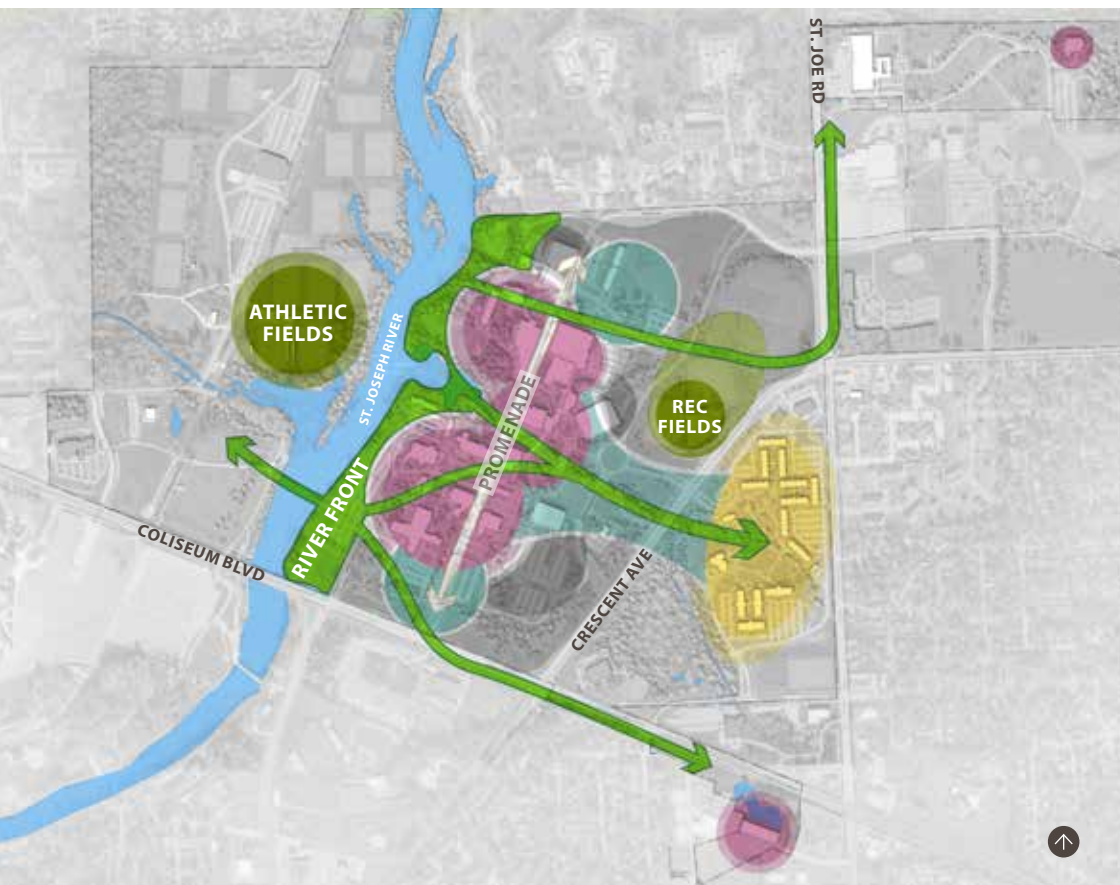 ST. JOE RD
ATHLETIC
FIELDS
ST. JOSEPH RIVER
PROMENADE
REC
FIELDS
RIVER FRONT
COLISEUM BLVD
CRESCENT AVE